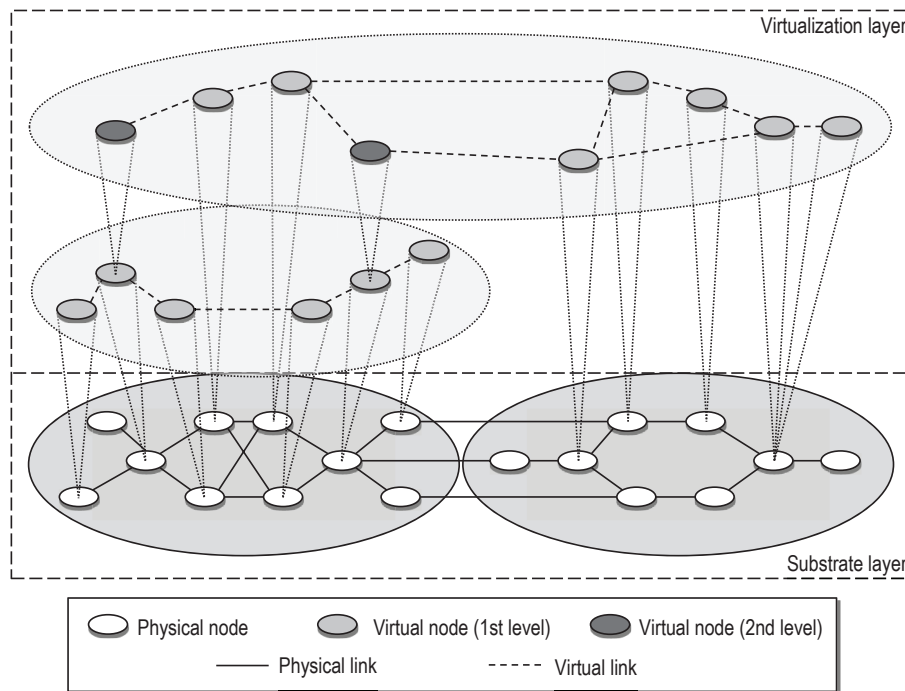 Virtualization layer
Substrate layer
Physical node
Virtual node (1st level)
Virtual node (2nd level)
Physical link
Virtual link